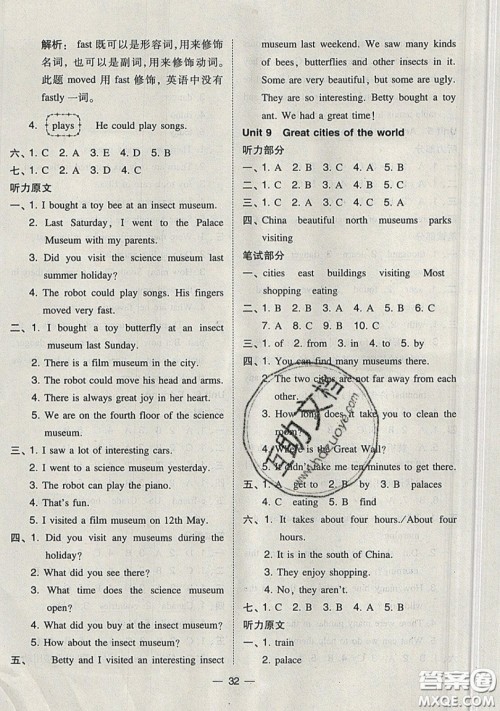 解析：fast 既可以是形容词，用来修饰
名词，也可以是副词，用来修饰动词。
此题 moved 用 fast 修饰，英语中没有
fastly 一词。
4. plays He could play songs.
六、1. C 2. A 3. E 4. D 5. B
七、1. C 2. C 3. A 4. C 5. B
听力原文
一、1. I bought a toy bee at an insect museum.
2. Last Saturday, I went to the Palace
Museum with my parents.
3. Did you visit the science museum last
summer holiday?
4. The robot could play songs. His fingers
moved very fast.
二、1. I bought a toy butterfly at an insect
museum last Sunday.
2. There is a film museum in the city.
3. The robot could move his head and arms.
4. There is always great joy in her heart.
5. We are on the fourth floor of the science
museum.
三、1. I saw a lot of interesting cars.
2. I went to a science museum yesterday.
3. The robot can play the piano.
4. That's fun.
5. I visited a film museum on 12th May.
四、1. Did you visit any museums during the
holiday?
2. What did you see there?
3. What time does the science museum
open?
4. What did you buy at the insect museum?
5. How about the insect museum?
五、 Betty and I visited an interesting insect
museum last weekend. We saw many kinds
of bees, butterflies and other insects in it.
Some are very beautiful, but some are ugly.
They are so interesting. Betty bought a toy
ant. We had a great time!
Unit 9 Great cities of the world
听力部分
一、1. A 2. B 3. C 4. A 5. B
二、1. B 2. C 3. A 4. A 5. C
三、1. C 2. B 3. C 4. A 5. B
四、China beautiful north museums parks
visiting
笔试部分
一、cities east buildings visiting Most
shopping eating
二、1. B 2. A 3. A 4. B 5. B 6. C
7. C 8. B 9. C 10. A
三、1. of 2. of 3. in 4. to 5. by
四、1. You can find many museums there.
2. The two cities are not far away from each
other.
3. How long does it take you to clean the
room?
4. Where is the Great Wall?
5. It didn't take me ten minutes to get there.
五、1. A get to 2. B by 3. B palaces
4. C eating 5. B find
六、1. It takes about four hours./About four
hours.
2. It is in the south of China.
3. They enjoy shopping.
4. No, they aren't.
七、1. C 2. B 3. A 4. C 5. B
听力原文
一、1. train
2. palace
32
互助文档
www.huzuoye.com
答案圈
MXQE.COM